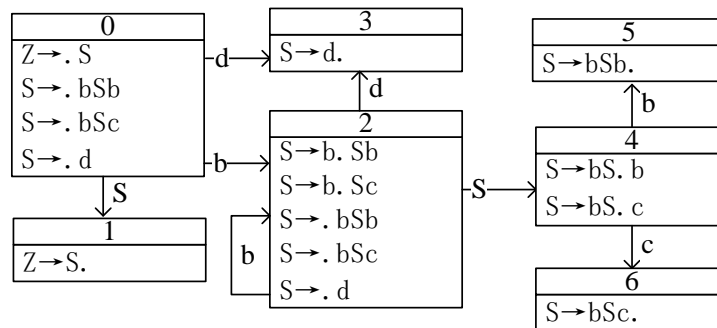 0
Z→. S
S→. bSb
S→. bSc
S→. d
d
b
S
1
Z→S.
3
S→d.
d
2
S→b. Sb
S→b. Sc
S→. bSb
S→. bSc
S→. d
b
S
5
S→bSb.
b
4
S→bS. b
S→bS. c
c
6
S→bSc.